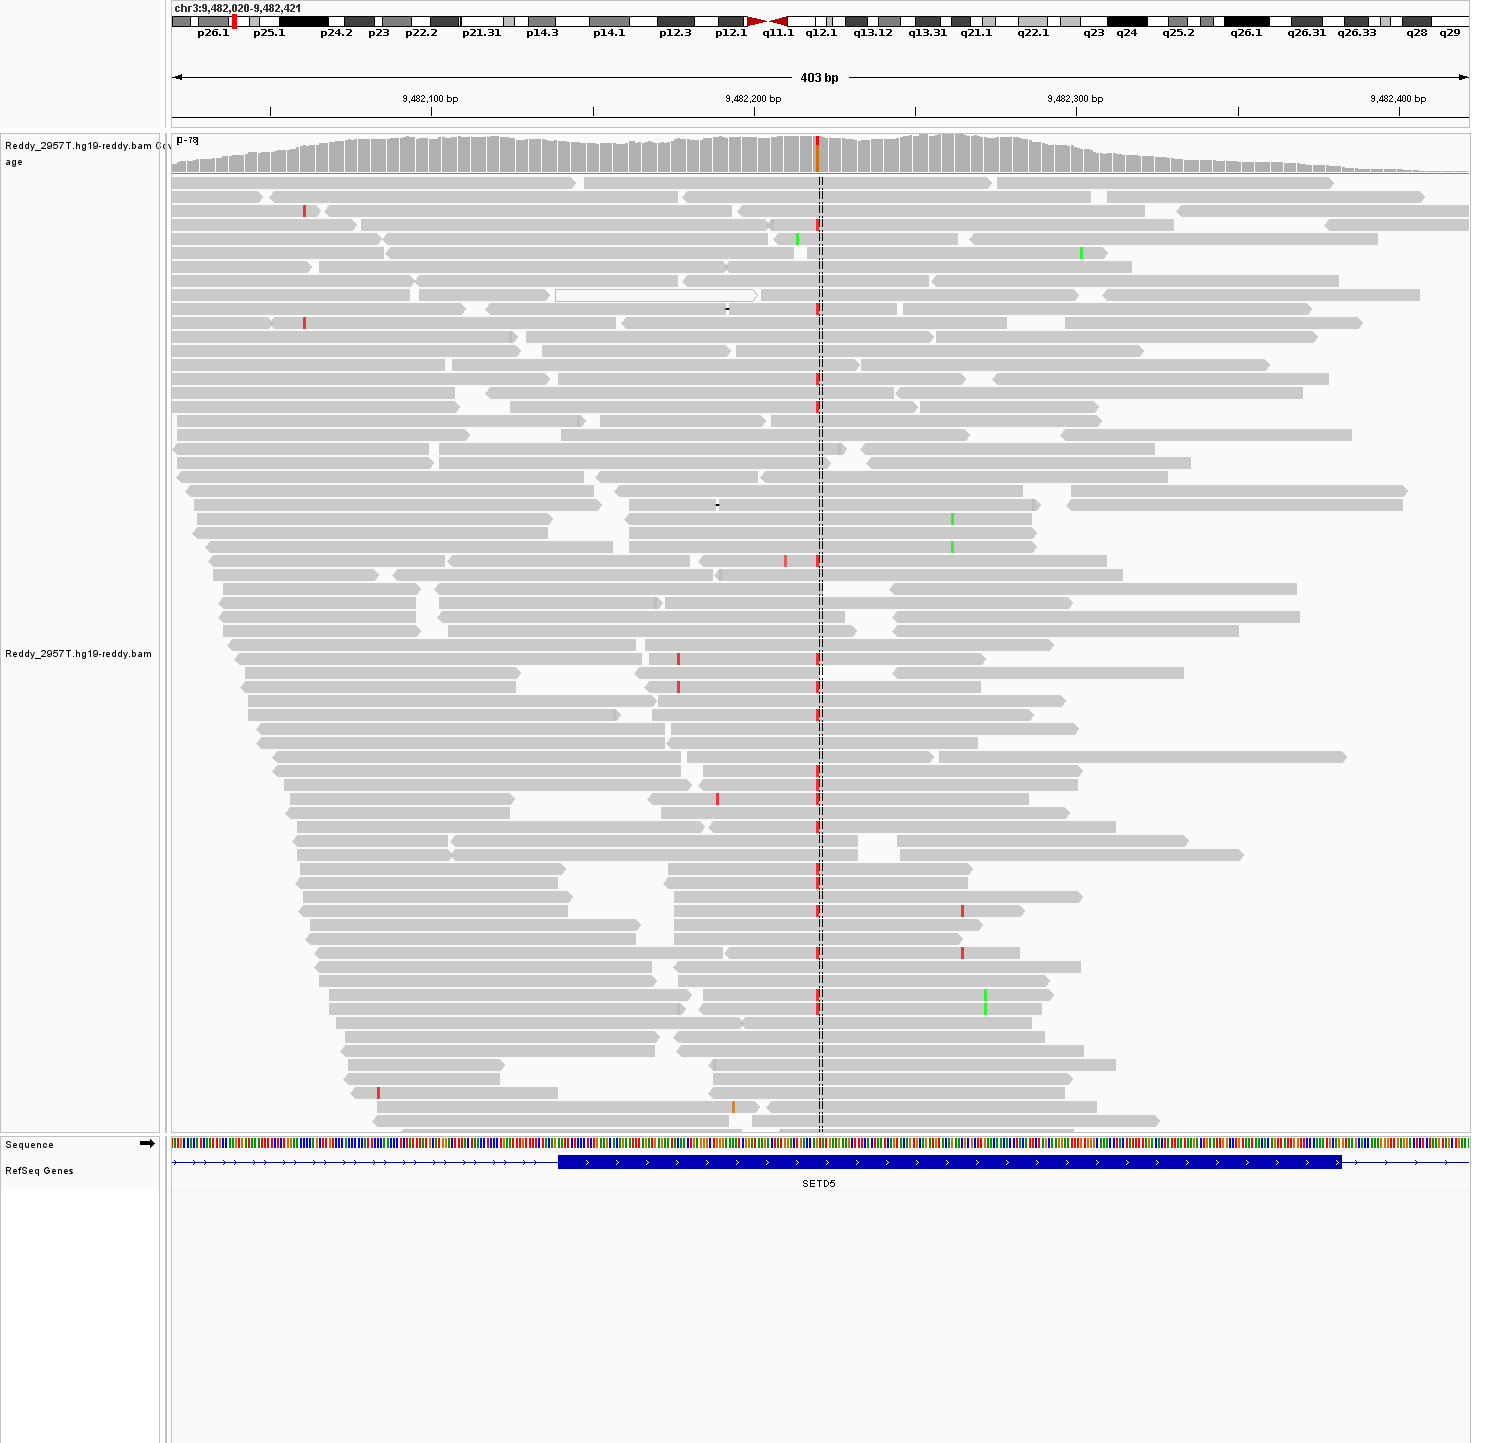 chr3:9,482,020-9,482,421
p26.1 p25.1 p24.2 p23 p22.2 p21.31 p14.3 p14.1 p12.3 p12.1 q11.1 q12.1 q13.12 q13.31 q21.1 q22.1 q23 q24 q25.2 q26.1 q26.31 q26.33 q28 q29
403 bp
9,482,100 bp 9,482,200 bp 9,482,300 bp 9,482,400 bp
Reddy_2957T.hg19-reddy.bam Cov
age
[0-78]
Reddy_2957T.hg19-reddy.bam
Sequence
RefSeq Genes
SETD5